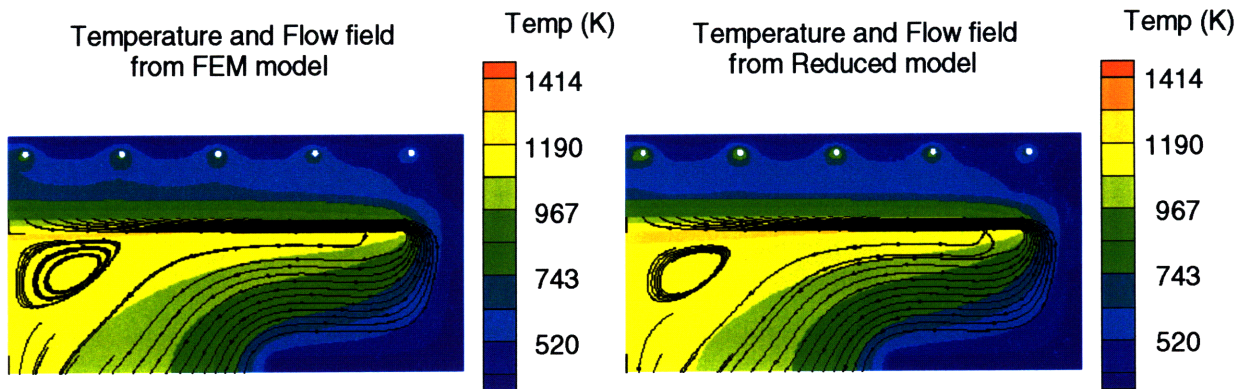 Temperature and Flow field
from FEM model
Temp (K)
1414
1190
967
743
520
Temperature and Flow field
from Reduced model
Temp (K)
1414
1190
967
743
520